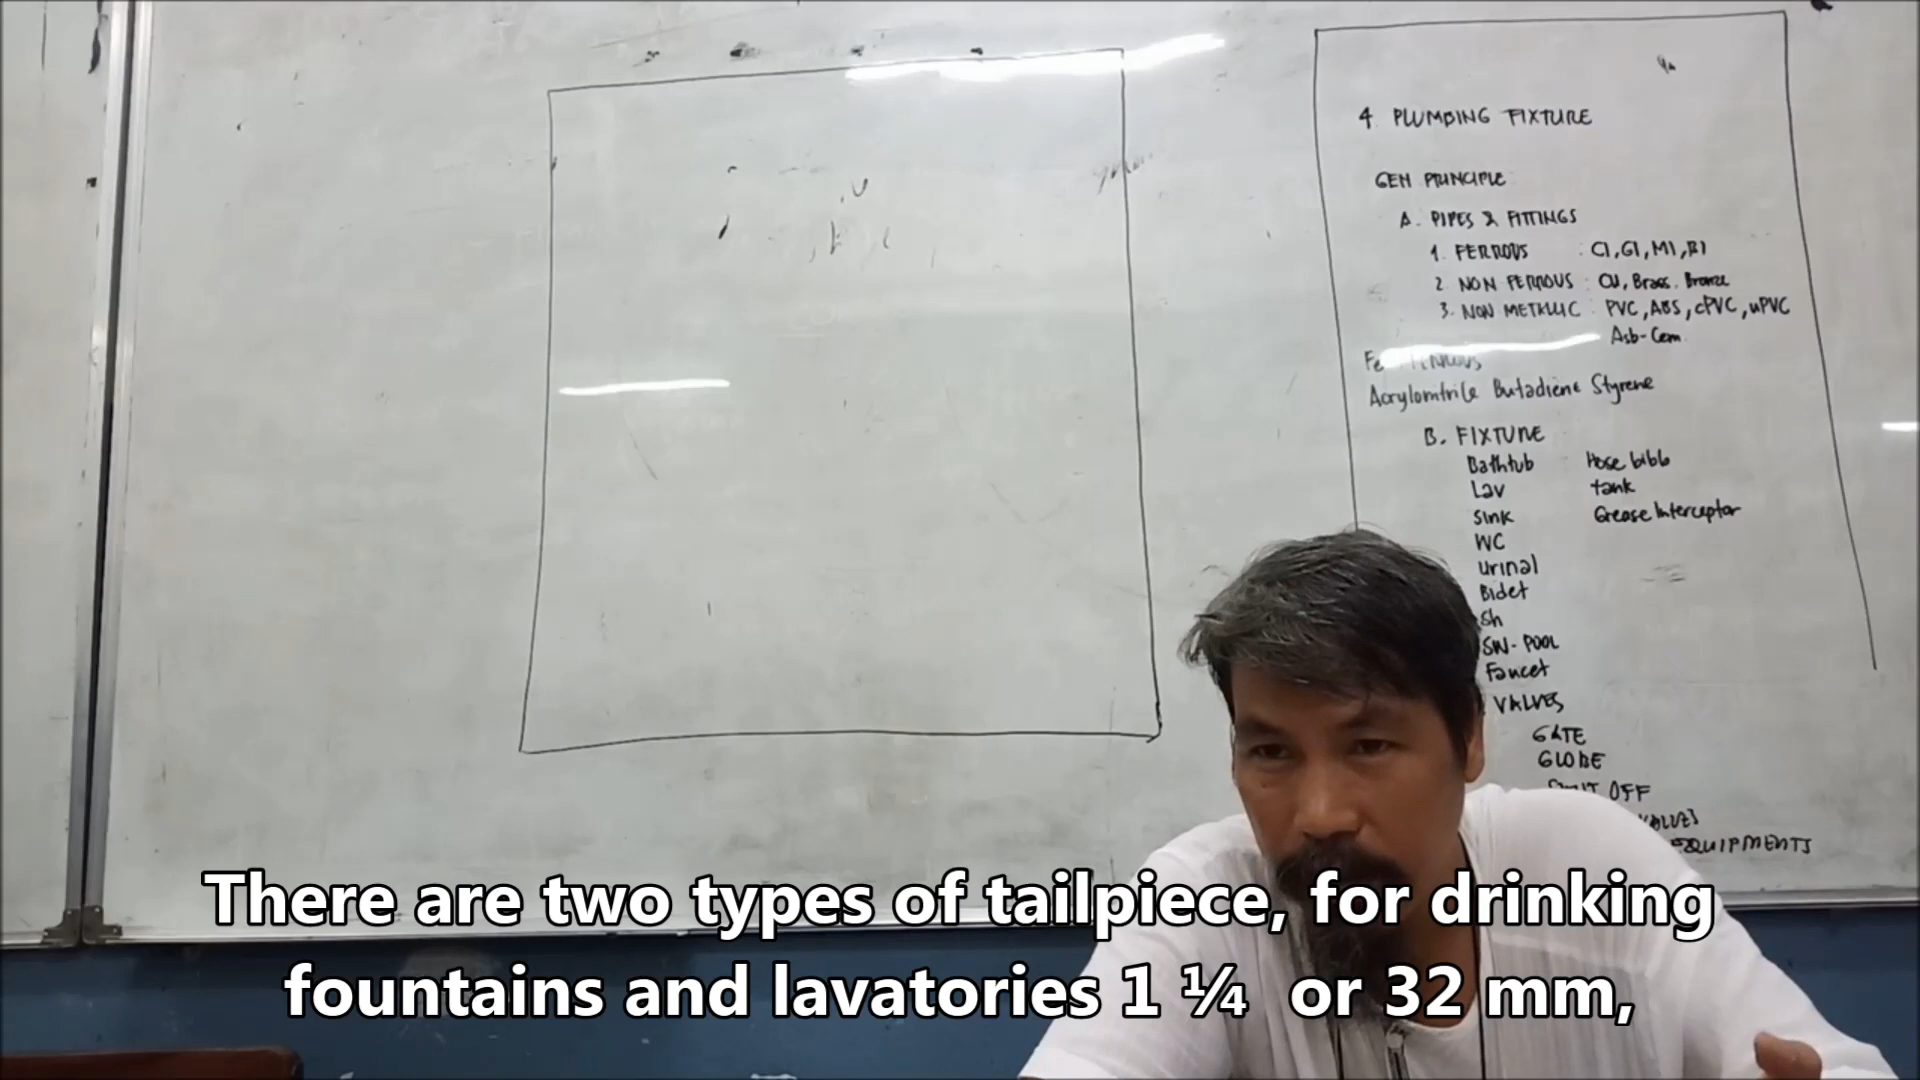 4 PLUMBING FIXTURE
GEN PRINCIPLE
A. PIPES & FITTINGS
1. FERROUS : CI, GI, MI, BI
2 NON FERROUS : CU, Brass. Bronze
3. NON METALLIC : PVC, ABS, cPVC, uPVC
Asb-Cem.
Acrylonitrile Butadiene Styrene
B. FIXTURE
Bathtub Hose bibb
Lav tank
Sink Grease Interceptor
WC
Urinal
Bidet
Sh
SW-POOL
Faucet
VALVES
GATE
GLOBE
OFF
VALVES
EQUIPMENTS
There are two types of tailpiece, for drinking
fountains and lavatories 1 ¼ or 32 mm,